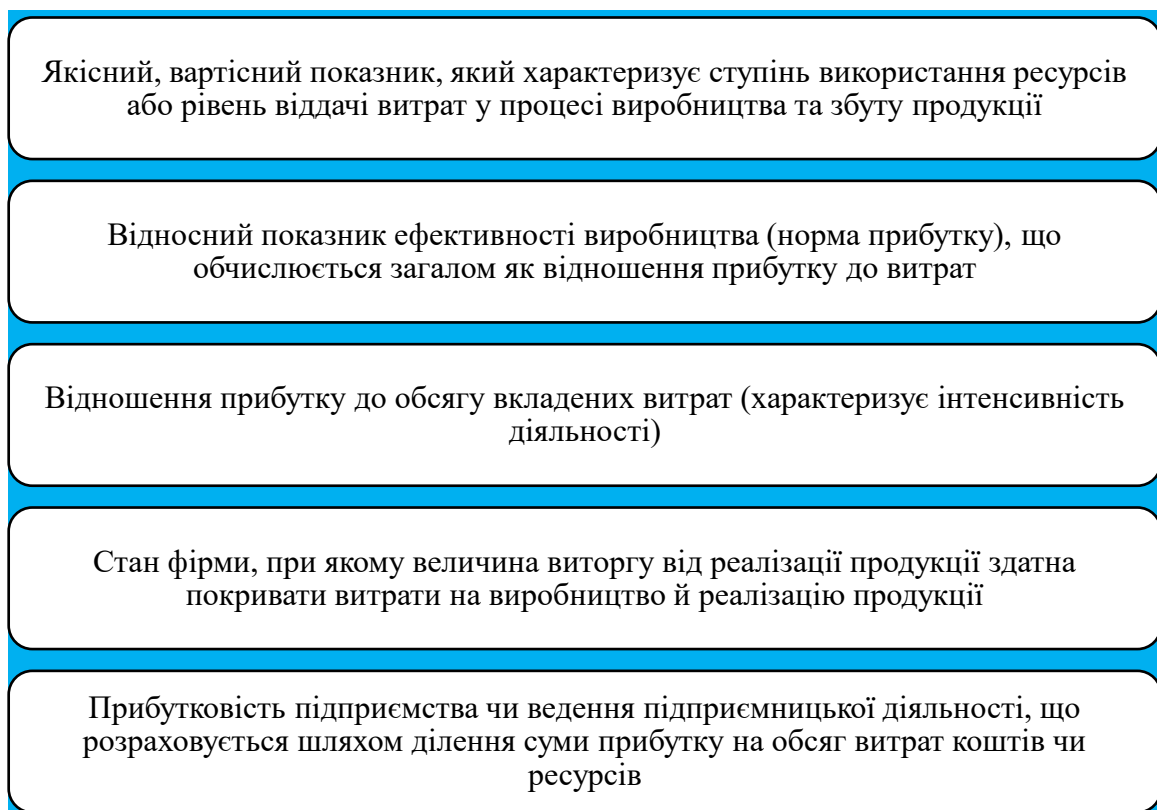 Якісний, вартісний показник, який характеризує ступінь використання ресурсів
або рівень віддачі витрат у процесі виробництва та збуту продукції
Відносний показник ефективності виробництва (норма прибутку), що
обчислюється загалом як відношення прибутку до витрат
Відношення прибутку до обсягу вкладених витрат (характеризує інтенсивність
діяльності)
Стан фірми, при якому величина виторгу від реалізації продукції здатна
покривати витрати на виробництво й реалізацію продукції
Прибутковість підприємства чи ведення підприємницької діяльності, що
розраховується шляхом ділення суми прибутку на обсяг витрат коштів чи
ресурсів